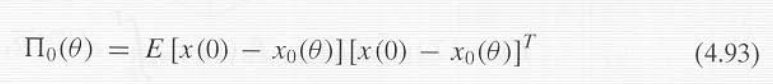 Π₀(θ) = E [x(0) − x₀(θ)] [x(0) − x₀(θ)]ᵀ (4.93)